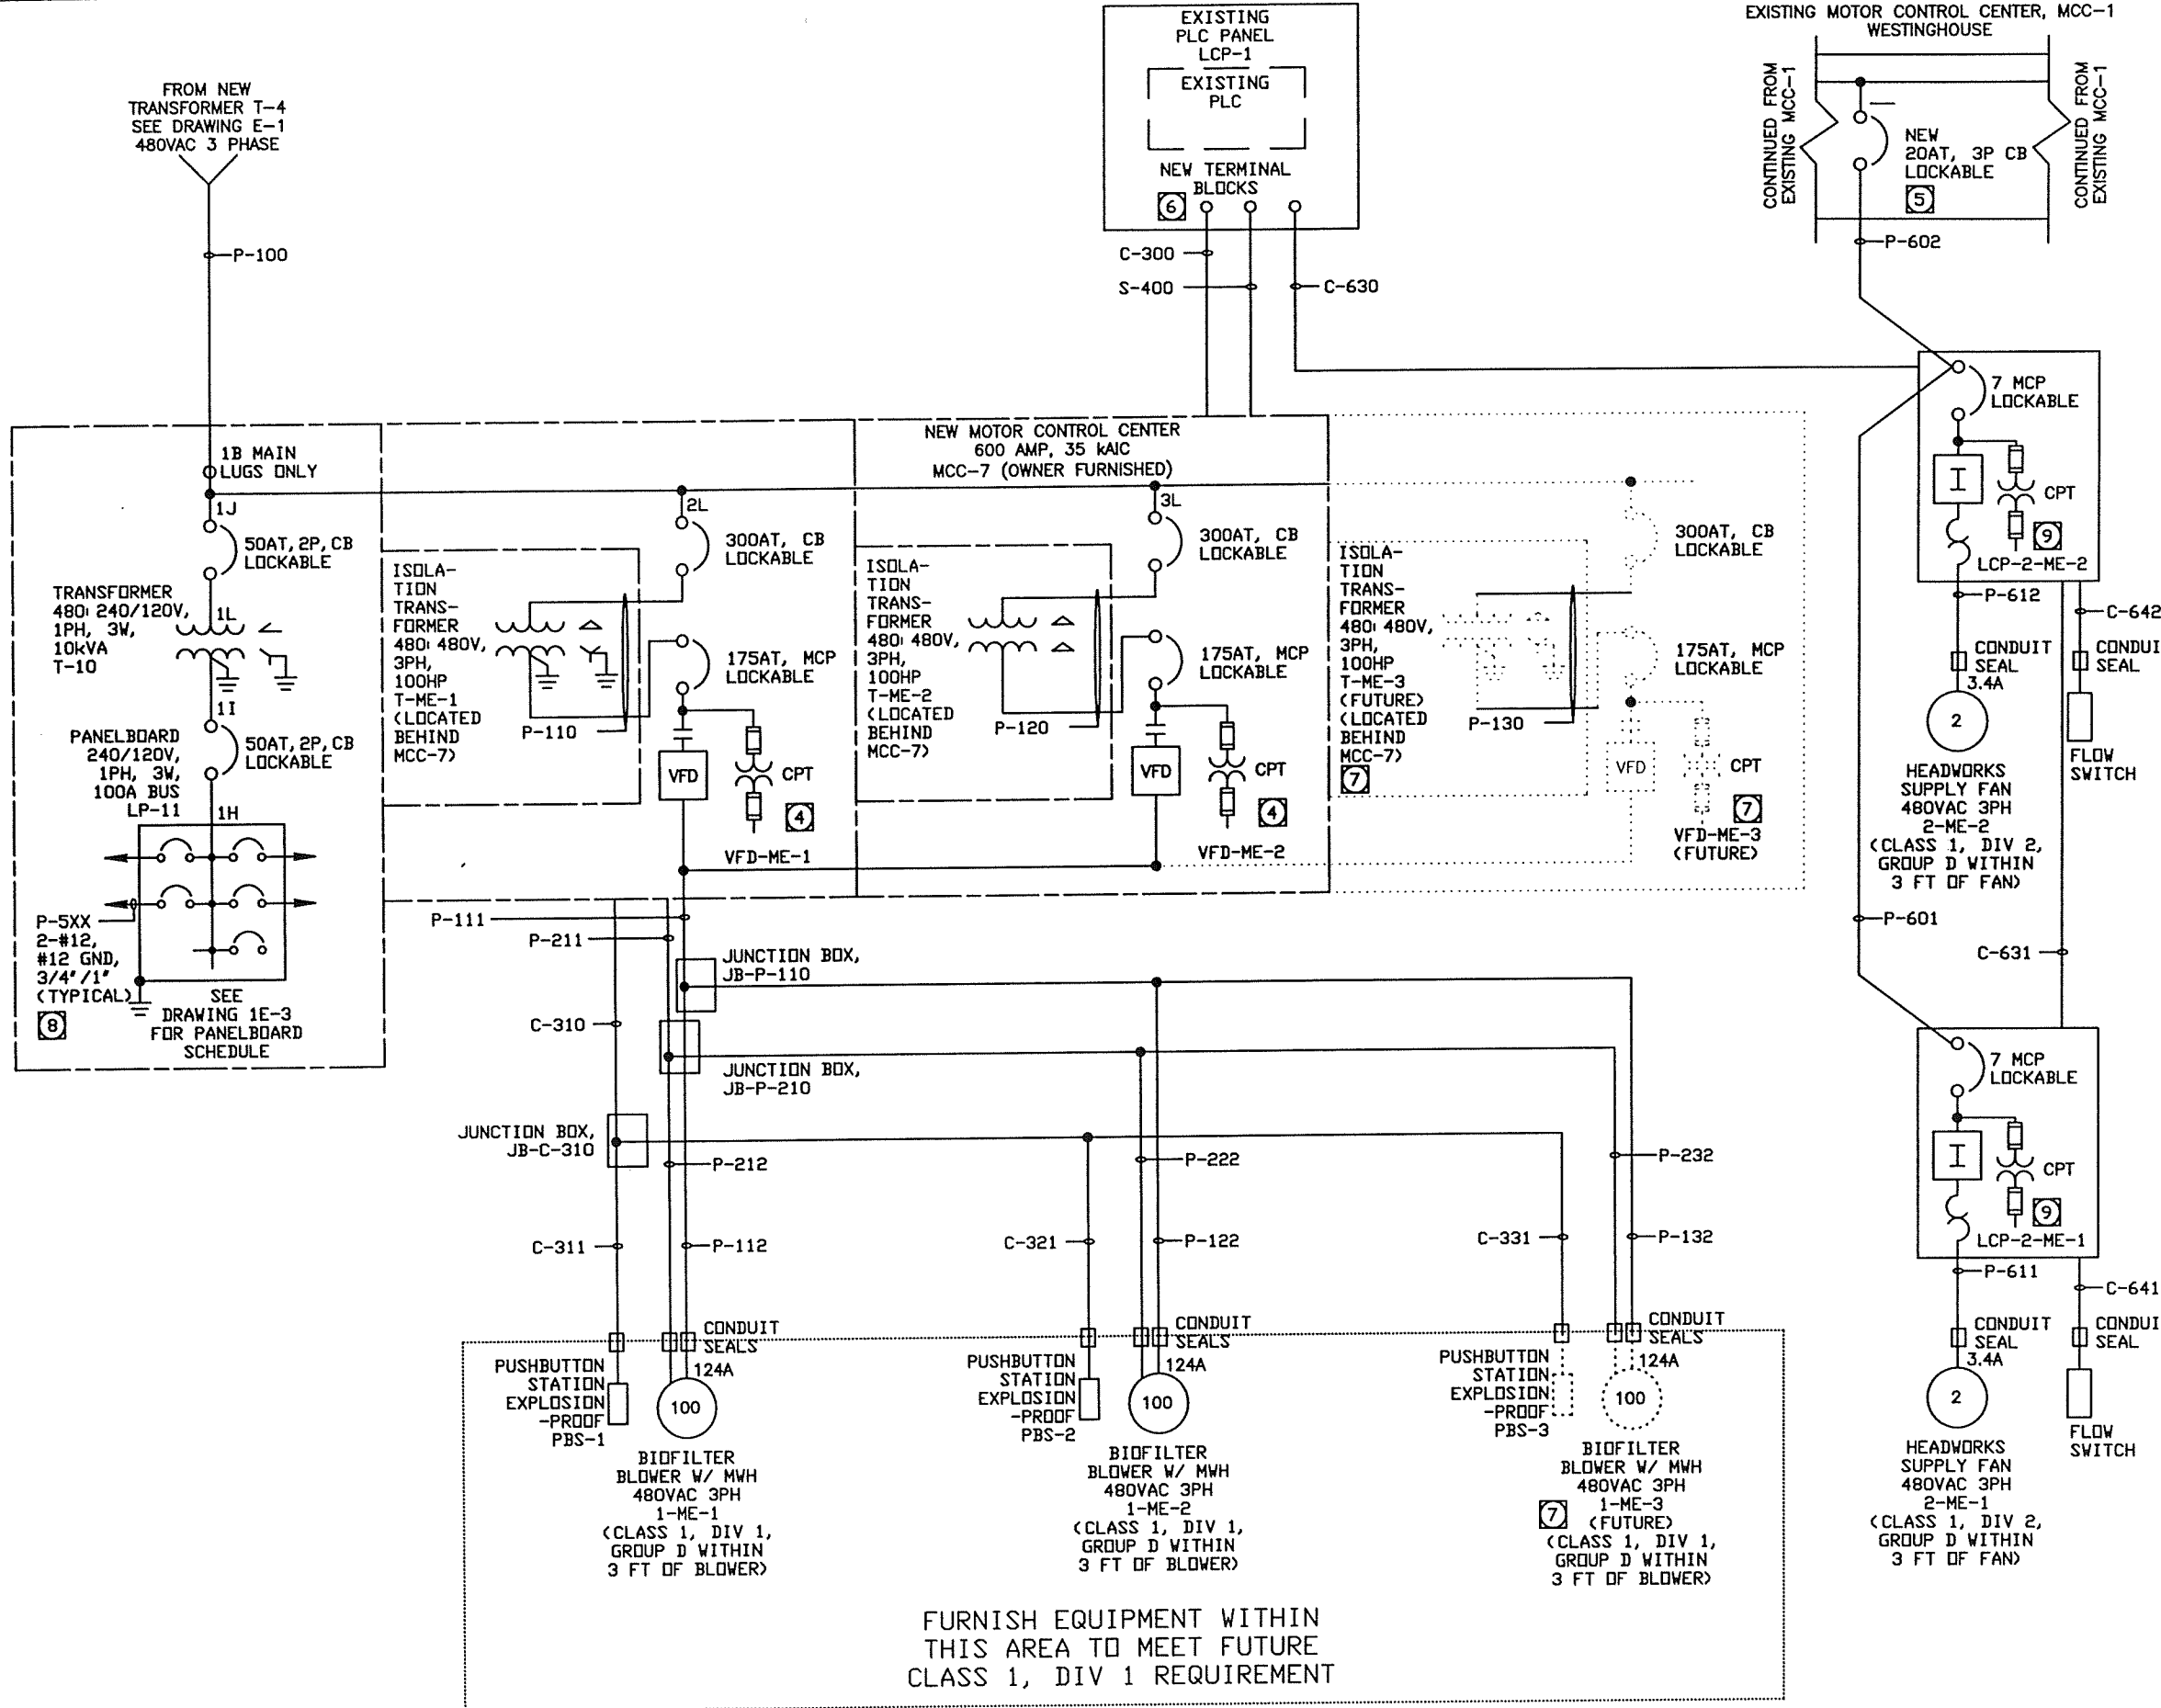 EXISTING
PLC PANEL
LCP-1
EXISTING
PLC
NEW TERMINAL
BLOCKS
6
C-300
S-400
C-630
EXISTING MOTOR CONTROL CENTER, MCC-1
WESTINGHOUSE
CONTINUED FROM
EXISTING MCC-1
NEW
20AT, 3P CB
LOCKABLE
5
CONTINUED FROM
EXISTING MCC-1
P-602
FROM NEW
TRANSFORMER T-4
SEE DRAWING E-1
480VAC 3 PHASE
P-100
1B MAIN
LUGS ONLY
1J
50AT,2P,CB
LOCKABLE
TRANSFORMER
480: 240/120V,
1PH, 3W,
10kVA
T-10
1L
1I
PANELBOARD
240/120V,
1PH, 3W,
100A BUS
LP-11
50AT,2P,CB
LOCKABLE
1H
P-5XX
2-#12,
#12 GND,
3/4"/1"
(TYPICAL)
8
SEE
DRAWING 1E-3
FOR PANELBOARD
SCHEDULE
NEW MOTOR CONTROL CENTER
600 AMP, 35 kAIC
MCC-7 (OWNER FURNISHED)
2L
300AT, CB
LOCKABLE
ISOLA-
TION
TRANS-
FORMER
480: 480V,
3PH,
100HP
T-ME-1
(LOCATED
BEHIND
MCC-7)
P-110
175AT, MCP
LOCKABLE
VFD
CPT
4
VFD-ME-1
3L
300AT, CB
LOCKABLE
ISOLA-
TION
TRANS-
FORMER
480: 480V,
3PH,
100HP
T-ME-2
(LOCATED
BEHIND
MCC-7)
P-120
175AT, MCP
LOCKABLE
VFD
CPT
4
VFD-ME-2
300AT, CB
LOCKABLE
ISOLA-
TION
TRANS-
FORMER
480: 480V,
3PH,
100HP
T-ME-3
(FUTURE)
(LOCATED
BEHIND
MCC-7)
7
P-130
175AT, MCP
LOCKABLE
VFD
CPT
7
VFD-ME-3
(FUTURE)
7 MCP
LOCKABLE
I
CPT
9
LCP-2-ME-2
P-612
C-642
CONDUIT
SEAL
CONDUI
SEAL
3.4A
2
FLOW
SWITCH
HEADWORKS
SUPPLY FAN
480VAC 3PH
2-ME-2
(CLASS 1, DIV 2,
GROUP D WITHIN
3 FT OF FAN)
P-601
C-631
7 MCP
LOCKABLE
I
CPT
9
LCP-2-ME-1
P-611
C-641
CONDUIT
SEAL
CONDUI
SEAL
3.4A
2
FLOW
SWITCH
HEADWORKS
SUPPLY FAN
480VAC 3PH
2-ME-1
(CLASS 1, DIV 2,
GROUP D WITHIN
3 FT OF FAN)
P-111
P-211
JUNCTION BOX,
JB-P-110
C-310
JUNCTION BOX,
JB-P-210
JUNCTION BOX,
JB-C-310
P-212
P-222
P-232
C-311
P-112
C-321
P-122
C-331
P-132
CONDUIT
SEALS
124A
PUSHBUTTON
STATION
EXPLOSION
-PROOF
PBS-1
100
BIOFILTER
BLOWER W/ MWH
480VAC 3PH
1-ME-1
(CLASS 1, DIV 1,
GROUP D WITHIN
3 FT OF BLOWER)
CONDUIT
SEALS
124A
PUSHBUTTON
STATION
EXPLOSION
-PROOF
PBS-2
100
BIOFILTER
BLOWER W/ MWH
480VAC 3PH
1-ME-2
(CLASS 1, DIV 1,
GROUP D WITHIN
3 FT OF BLOWER)
CONDUIT
SEALS
124A
PUSHBUTTON
STATION
EXPLOSION
-PROOF
PBS-3
100
BIOFILTER
BLOWER W/ MWH
480VAC 3PH
1-ME-3
7
(FUTURE)
(CLASS 1, DIV 1,
GROUP D WITHIN
3 FT OF BLOWER)
FURNISH EQUIPMENT WITHIN
THIS AREA TO MEET FUTURE
CLASS 1, DIV 1 REQUIREMENT